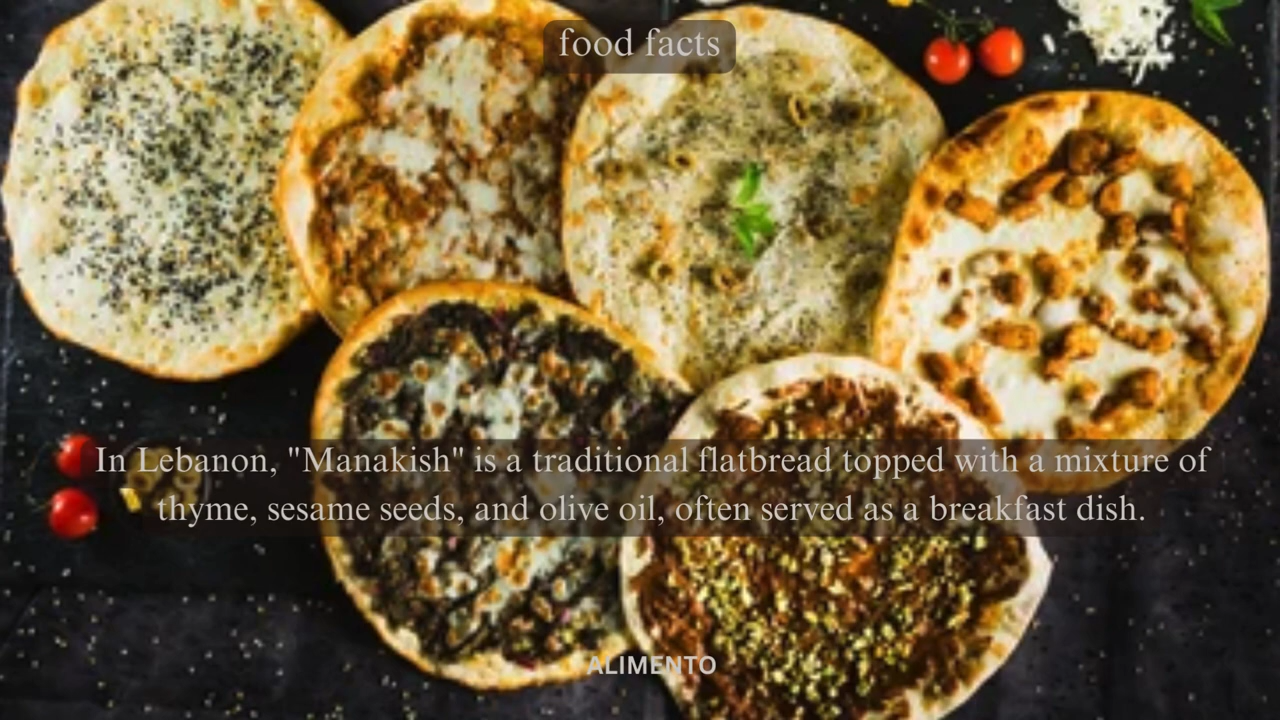 food facts
In Lebanon, "Manakish" is a traditional flatbread topped with a mixture of
thyme, sesame seeds, and olive oil, often served as a breakfast dish.
ALIMENTO